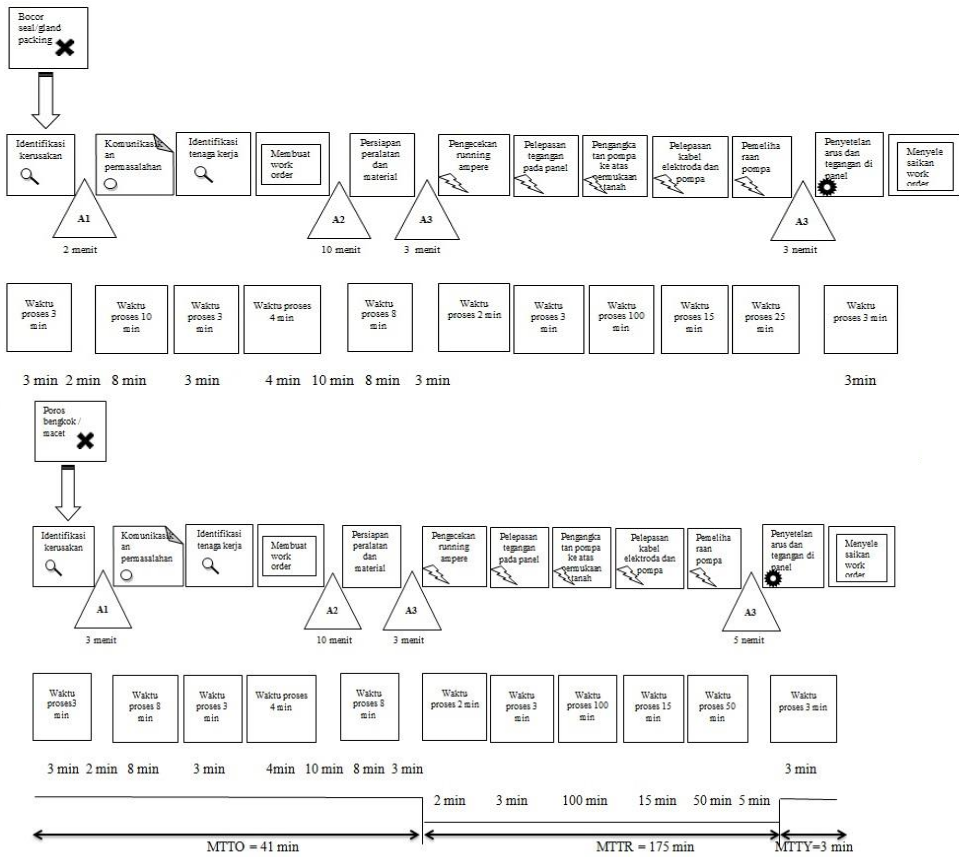 Bocor
seal/gland
packing
Identifikasi
kerusakan
Komunikasik
an
permasalahan
Identifikasi
tenaga kerja
Membuat
work
order
Persiapan
peralatan
dan
material
Pengecekan
running
ampere
Pelepasan
tegangan
pada panel
Pengangka
tan pompa
ke atas
permukaan
tanah
Pelepasan
kabel
elektroda dan
pompa
Pemeliha
raan
pompa
Penyetelan
arus dan
tegangan di
panel
Menyele
saikan
work
order
A1
A2
A3
A3
2 menit
10 menit
3 menit
3 menit
Waktu
proses 3
min
Waktu
proses 10
min
Waktu
proses 3
min
Waktu proses
4 min
Waktu
proses 8
min
Waktu
proses 2 min
Waktu
proses 3
min
Waktu
proses 100
min
Waktu
proses 15
min
Waktu
proses 25
min
Waktu
proses 3 min
3 min 2 min 8 min 3 min 4 min 10 min 8 min 3 min 3min
Poros
bengkok /
macet
Identifikasi
kerusakan
Komunikasik
an
permasalahan
Identifikasi
tenaga kerja
Membuat
work
order
Persiapan
peralatan
dan
material
Pengecekan
running
ampere
Pelepasan
tegangan
pada panel
Pengangka
tan pompa
ke atas
permukaan
tanah
Pelepasan
kabel
elektroda dan
pompa
Pemeliha
raan
pompa
Penyetelan
arus dan
tegangan di
panel
Menyele
saikan
work
order
A1
A2
A3
A3
3 menit
10 menit
3 menit
5 menit
Waktu
proses3
min
Waktu
proses 8
min
Waktu
proses 3
min
Waktu proses
4 min
Waktu
proses 8
min
Waktu
proses 2 min
Waktu
proses 3
min
Waktu
proses 100
min
Waktu
proses 15
min
Waktu
proses 50
min
Waktu
proses 3 min
3 min 2 min 8 min 3 min 4min 10 min 8 min 3 min 3 min
2 min 3 min 100 min 15 min 50 min 5 min
MTTO = 41 min MTTR = 175 min MTTY=3 min